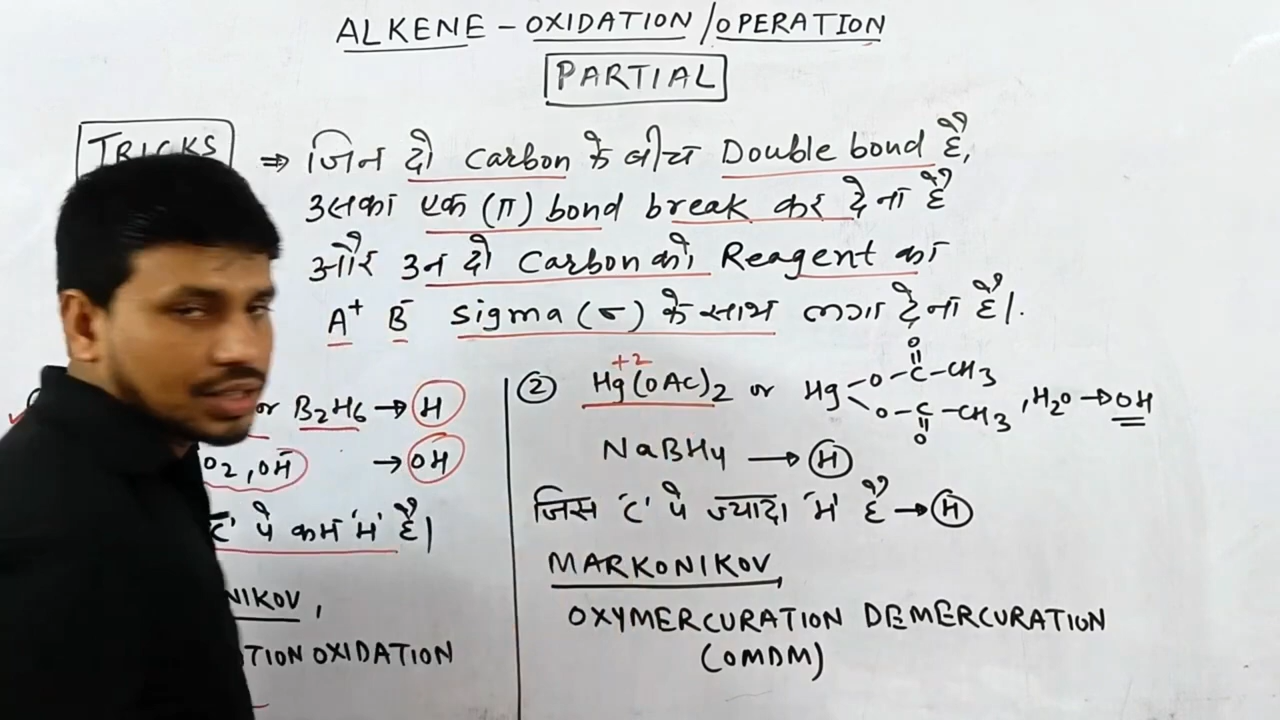 ALKENE – OXIDATION / OPERATION
PARTIAL
TRICKS
⇒ जिन दो Carbon के बीच Double bond है,
उसका एक (π) bond break कर देना है
और उन दो Carbon को Reagent का
A⁺ B⁻ Sigma (σ) के साथ लगा देना है।
or B₂H₆ → H
O₂, OH⁻ → OH
'C' पे कम 'H' है।
NIKOV,
TION OXIDATION
② +2
Hg(OAc)₂ or Hg O–C–CH₃ O–C–CH₃ O O , H₂O → OH
NaBH₄ → H
जिस 'C' पे ज्यादा 'H' है → H
MARKONIKOV,
OXYMERCURATION DEMERCURATION
(OMDM)